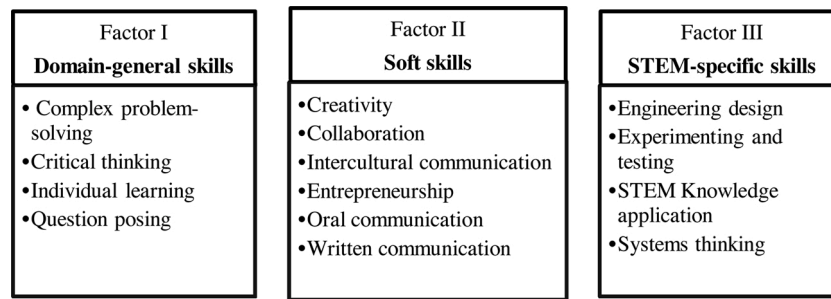 Factor I
Domain-general skills
• Complex problem-
solving
•Critical thinking
•Individual learning
•Question posing
Factor II
Soft skills
•Creativity
•Collaboration
•Intercultural communication
•Entrepreneurship
•Oral communication
•Written communication
Factor III
STEM-specific skills
•Engineering design
•Experimenting and
testing
•STEM Knowledge
application
•Systems thinking